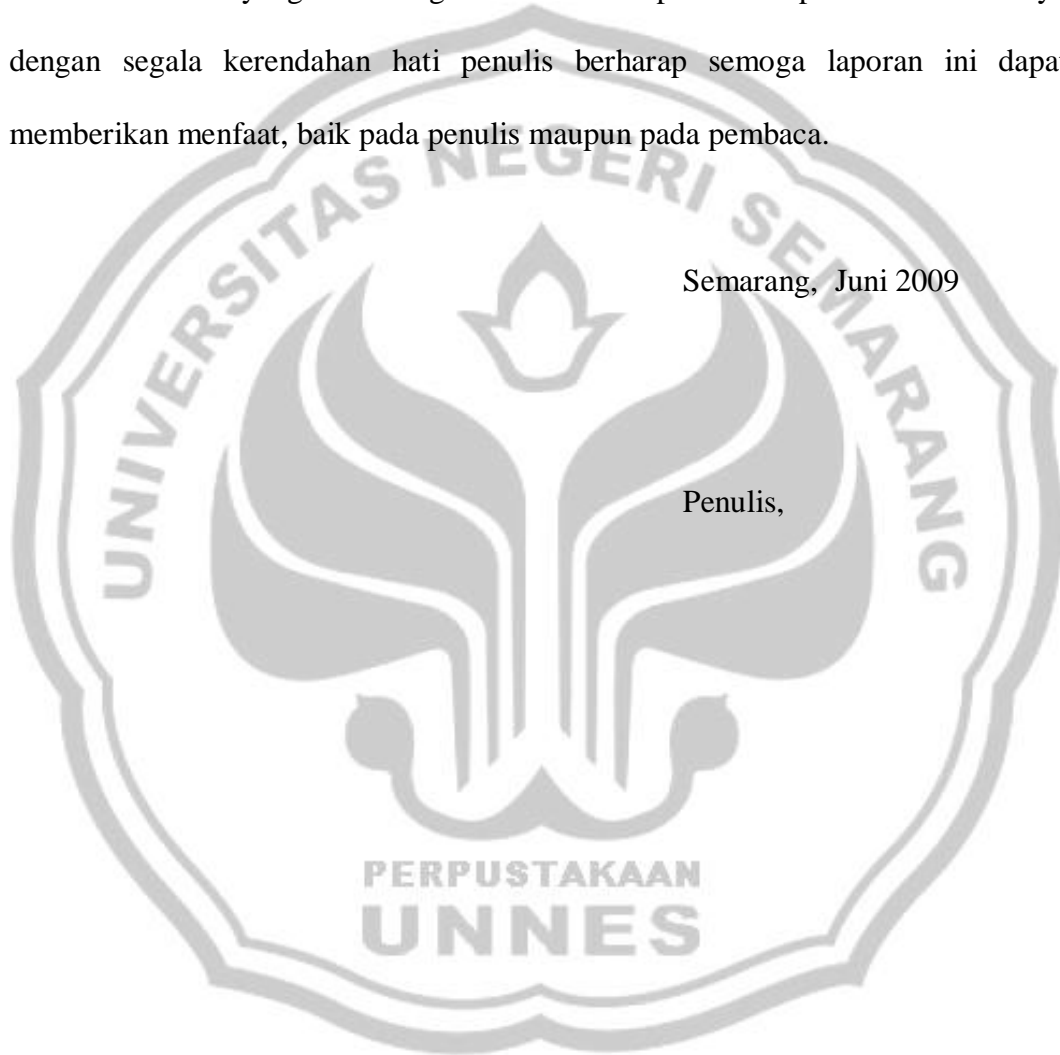 dengan segala kerendahan hati penulis berharap semoga laporan ini
memberikan menfaat, baik pada penulis maupun pada pembaca.
UNIVERSITAS NEGERI SEMARANG
Semarang, Juni 2009
Penulis,
PERPUSTAKAAN
UNNES